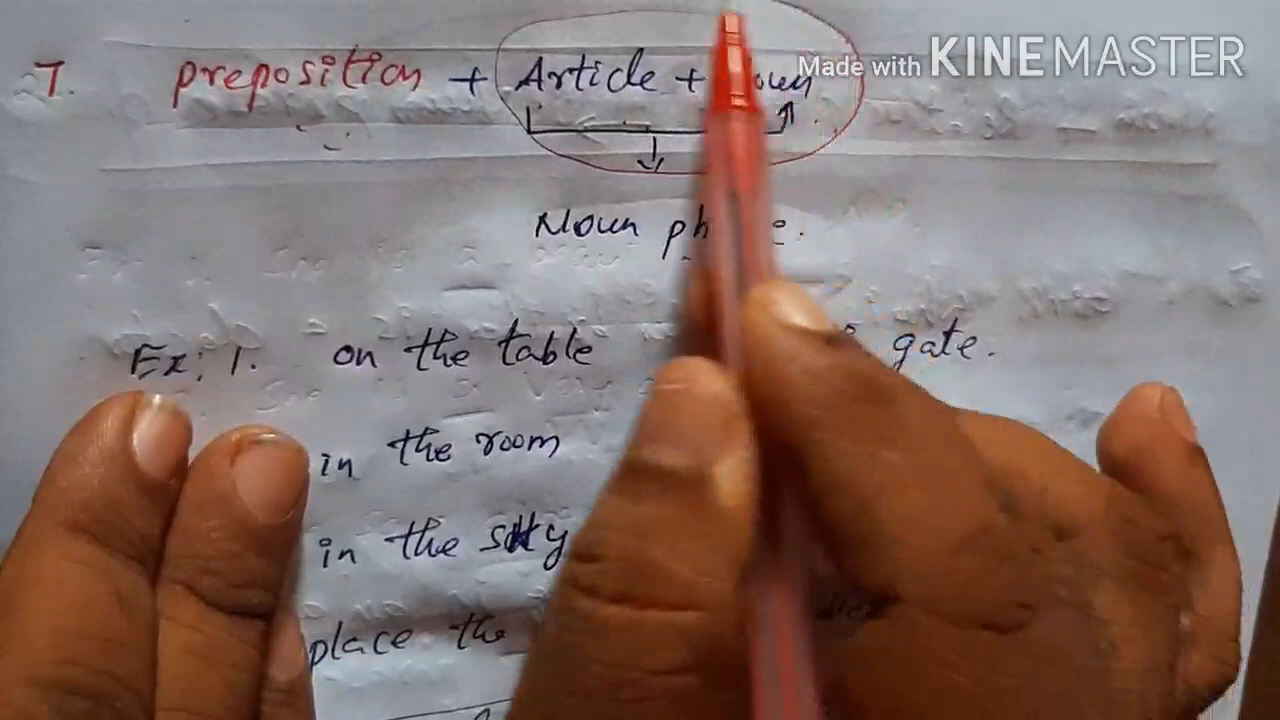 Made with KINEMASTER
7. preposition + Article +
Noun
Ex: 1. on the table gate.
in the room
in the sky
place the